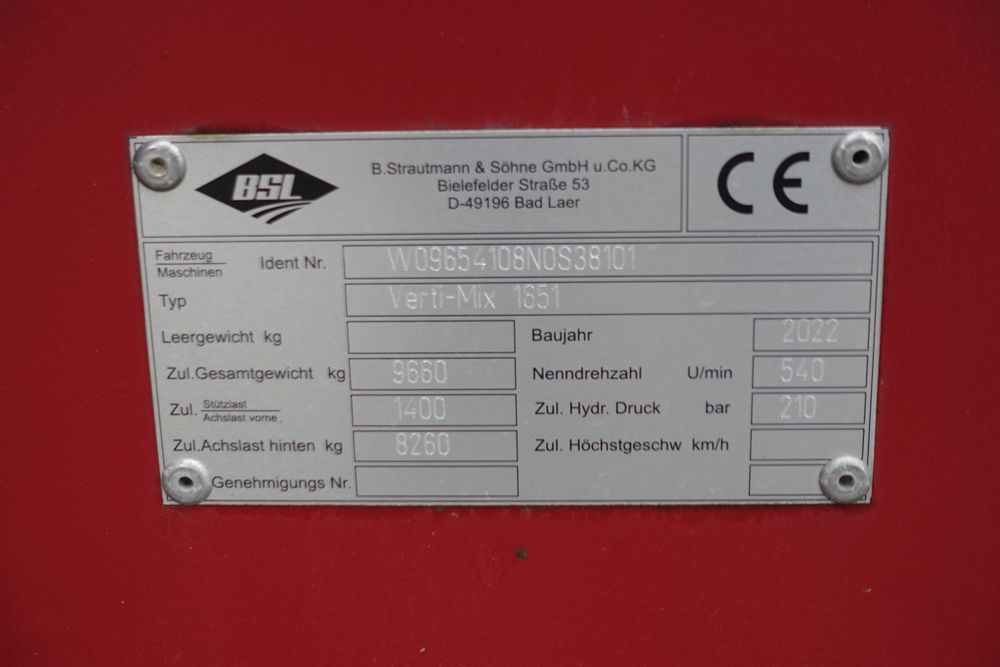 BSL
B.Strautmann & Söhne GmbH u.Co.KG
Bielefelder Straße 53
D-49196 Bad Laer
CE
Fahrzeug
Maschinen
Ident Nr. W09654108N0S38101
Typ Verti-Mix 1651
Leergewicht kg
Baujahr 2022
Zul.Gesamtgewicht kg 9660
Nenndrehzahl U/min 540
Zul. Stützlast
Achslast vorne 1400
Zul. Hydr. Druck bar 210
Zul.Achslast hinten kg 8260
Zul. Höchstgeschw km/h
Genehmigungs Nr.